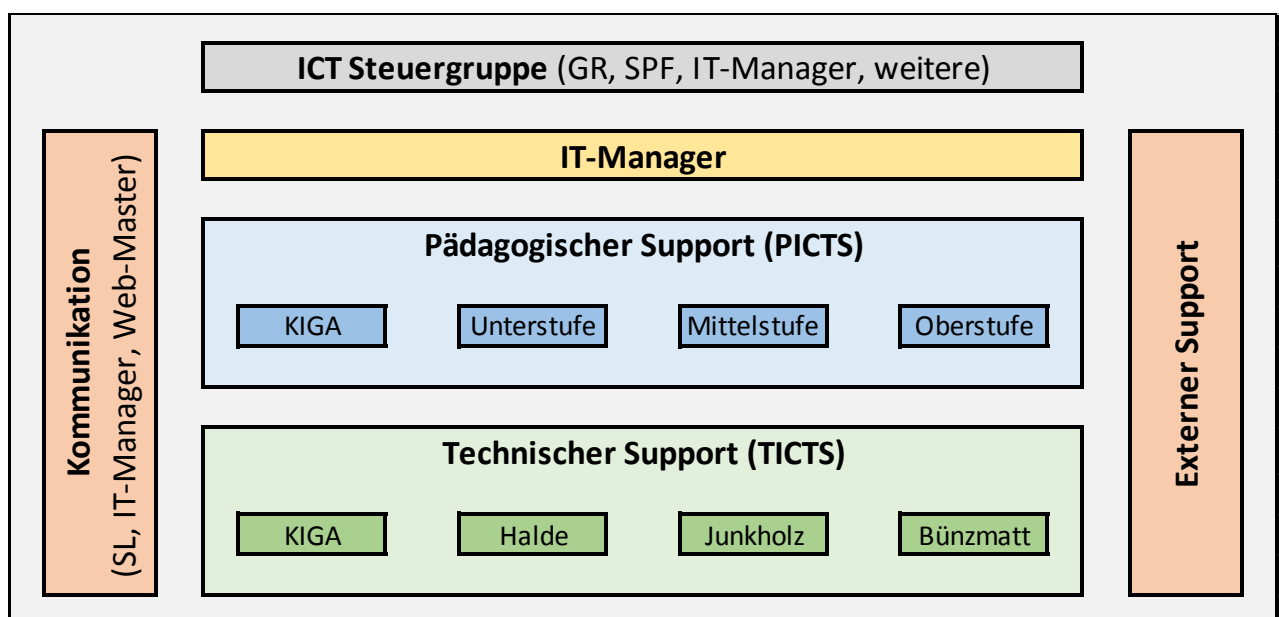 ICT Steuergruppe (GR, SPF, IT-Manager, weitere)
Kommunikation
(SL, IT-Manager, Web-Master)
IT-Manager
Pädagogischer Support (PICTS)
KIGA
Unterstufe
Mittelstufe
Oberstufe
Technischer Support (TICTS)
KIGA
Halde
Junkholz
Bünzmatt
Externer Support